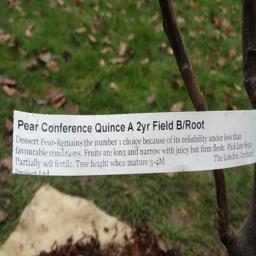 Pear Conference Quince A 2yr Field B/Root
Dessert Pear-Remains the number 1 choice because of its reliability under less than
favourable conditions. Fruits are long and narrow with juicy but firm flesh. Pick late Sept.
Partially self fertile. Tree height when mature 3-4M The London Orchard
Project Ltd